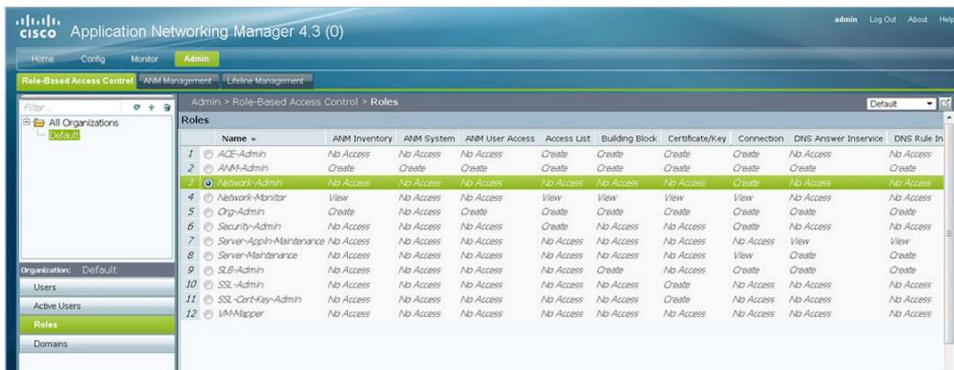 cisco Application Networking Manager 4.3 (0)
admin Log Out About Help
Home Config Monitor Admin
Role-Based Access Control ANM Management Lifeline Management
Filter...
All Organizations
Default
Admin > Role-Based Access Control > Roles
Default
Roles
Name ANM Inventory ANM System ANM User Access Access List Building Block Certificate/Key Connection DNS Answer Inservice DNS Rule In
1 ACE-Admin No Access No Access No Access Create Create Create Create No Access No Access
2 ANM-Admin Create Create Create Create Create Create Create Create Create
3 Network-Admin No Access No Access No Access No Access No Access No Access Create No Access No Access
4 Network-Monitor View No Access No Access View View View View No Access No Access
5 Org-Admin Create No Access Create Create Create Create Create Create Create
6 Security-Admin No Access No Access No Access Create No Access No Access No Access No Access No Access
7 Server-Appln-Maintenance No Access No Access No Access No Access No Access No Access No Access View View
8 Server-Maintenance No Access No Access No Access No Access No Access No Access View Create Create
9 SLB-Admin No Access No Access No Access No Access Create No Access Create Create Create
10 SSL-Admin No Access No Access No Access No Access No Access Create No Access No Access No Access
11 SSL-Cert-Key-Admin No Access No Access No Access No Access No Access Create No Access No Access No Access
12 VM-Mapper No Access No Access No Access No Access No Access No Access No Access No Access No Access
Organization: Default
Users
Active Users
Roles
Domains